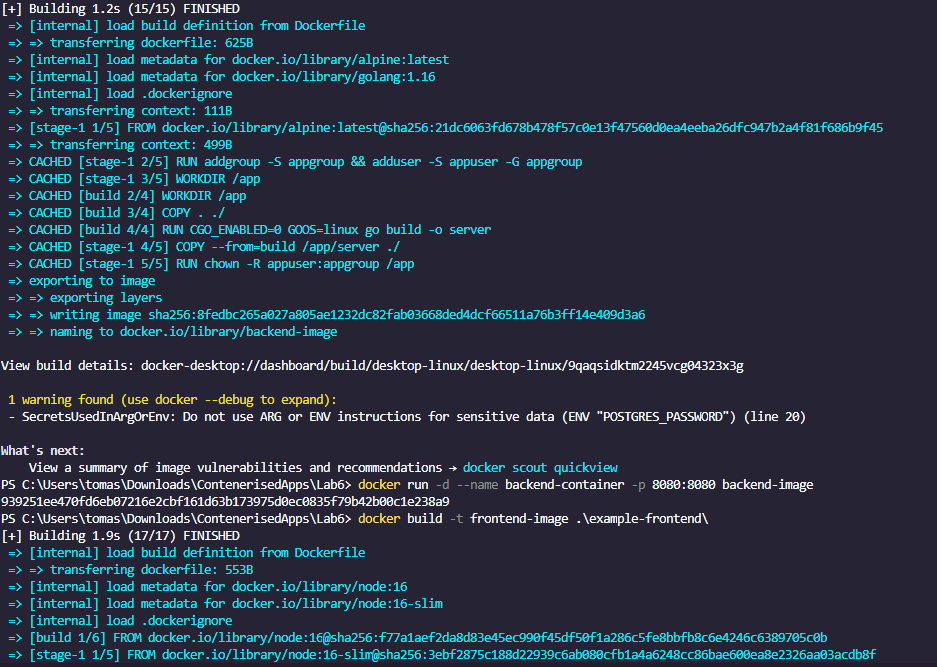 [+] Building 1.2s (15/15) FINISHED
=> [internal] load build definition from Dockerfile
=> => transferring dockerfile: 625B
=> [internal] load metadata for docker.io/library/alpine:latest
=> [internal] load metadata for docker.io/library/golang:1.16
=> [internal] load .dockerignore
=> => transferring context: 111B
=> [stage-1 1/5] FROM docker.io/library/alpine:latest@sha256:21dc6063fd678b478f57c0e13f47560d0ea4eeba26dfc947b2a4f81f686b9f45
=> => transferring context: 499B
=> CACHED [stage-1 2/5] RUN addgroup -S appgroup && adduser -S appuser -G appgroup
=> CACHED [stage-1 3/5] WORKDIR /app
=> CACHED [build 2/4] WORKDIR /app
=> CACHED [build 3/4] COPY . ./
=> CACHED [build 4/4] RUN CGO_ENABLED=0 GOOS=linux go build -o server
=> CACHED [stage-1 4/5] COPY --from=build /app/server ./
=> CACHED [stage-1 5/5] RUN chown -R appuser:appgroup /app
=> exporting to image
=> => exporting layers
=> => writing image sha256:8fedbc265a027a805ae1232dc82fab03668ded4dcf66511a76b3ff14e409d3a6
=> => naming to docker.io/library/backend-image
View build details: docker-desktop://dashboard/build/desktop-linux/desktop-linux/9qaqsidktm2245vcg04323x3g
1 warning found (use docker --debug to expand):
- SecretsUsedInArgOrEnv: Do not use ARG or ENV instructions for sensitive data (ENV "POSTGRES_PASSWORD") (line 20)
What's next:
View a summary of image vulnerabilities and recommendations → docker scout quickview
PS C:\Users\tomas\Downloads\ContenerisedApps\Lab6> docker run -d --name backend-container -p 8080:8080 backend-image
939251ee470fd6eb07216e2cbf161d63b173975d0ec0835f79b42b00c1e238a9
PS C:\Users\tomas\Downloads\ContenerisedApps\Lab6> docker build -t frontend-image .\example-frontend\
[+] Building 1.9s (17/17) FINISHED
=> [internal] load build definition from Dockerfile
=> => transferring dockerfile: 553B
=> [internal] load metadata for docker.io/library/node:16
=> [internal] load metadata for docker.io/library/node:16-slim
=> [internal] load .dockerignore
=> [build 1/6] FROM docker.io/library/node:16@sha256:f77a1aef2da8d83e45ec990f45df50f1a286c5fe8bbfb8c6e4246c6389705c0b
=> [stage-1 1/5] FROM docker.io/library/node:16-slim@sha256:3ebf2875c188d22939c6ab080cfb1a4a6248cc86bae600ea8e2326aa03acdb8f